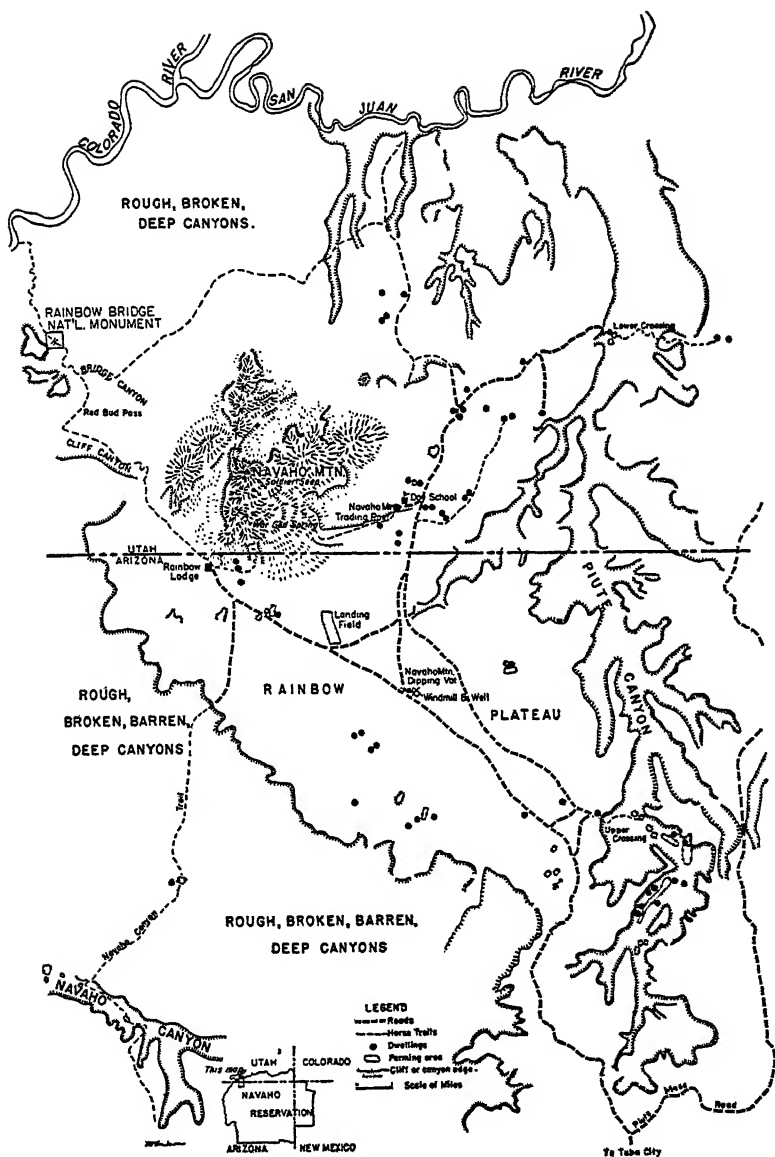 COLORADO RIVER
SAN JUAN RIVER
ROUGH, BROKEN,
DEEP CANYONS.
RAINBOW BRIDGE
NAT'L. MONUMENT
BRIDGE CANYON
Red Bud Pass
CLIFF CANYON
Lower Crossing
NAVAHO MTN.
Soldier Seep
Day School
Navaho Mtn.
Trading Post
UTAH
ARIZONA
Rainbow
Lodge
Landing
Field
PIUTE CANYON
Navaho Mtn.
Dipping Vat
Windmill & Well
RAINBOW
PLATEAU
ROUGH,
BROKEN, BARREN,
DEEP CANYONS
Trail
Upper
Crossing
Navaho Canyon
ROUGH, BROKEN, BARREN,
DEEP CANYONS
NAVAHO CANYON
LEGEND
Roads
Horse Trails
Dwellings
Farming area
Cliff or canyon edge
Scale of Miles
UTAH
COLORADO
This map
NAVAHO
RESERVATION
ARIZONA
NEW MEXICO
Piute Mesa Road
To Tuba City